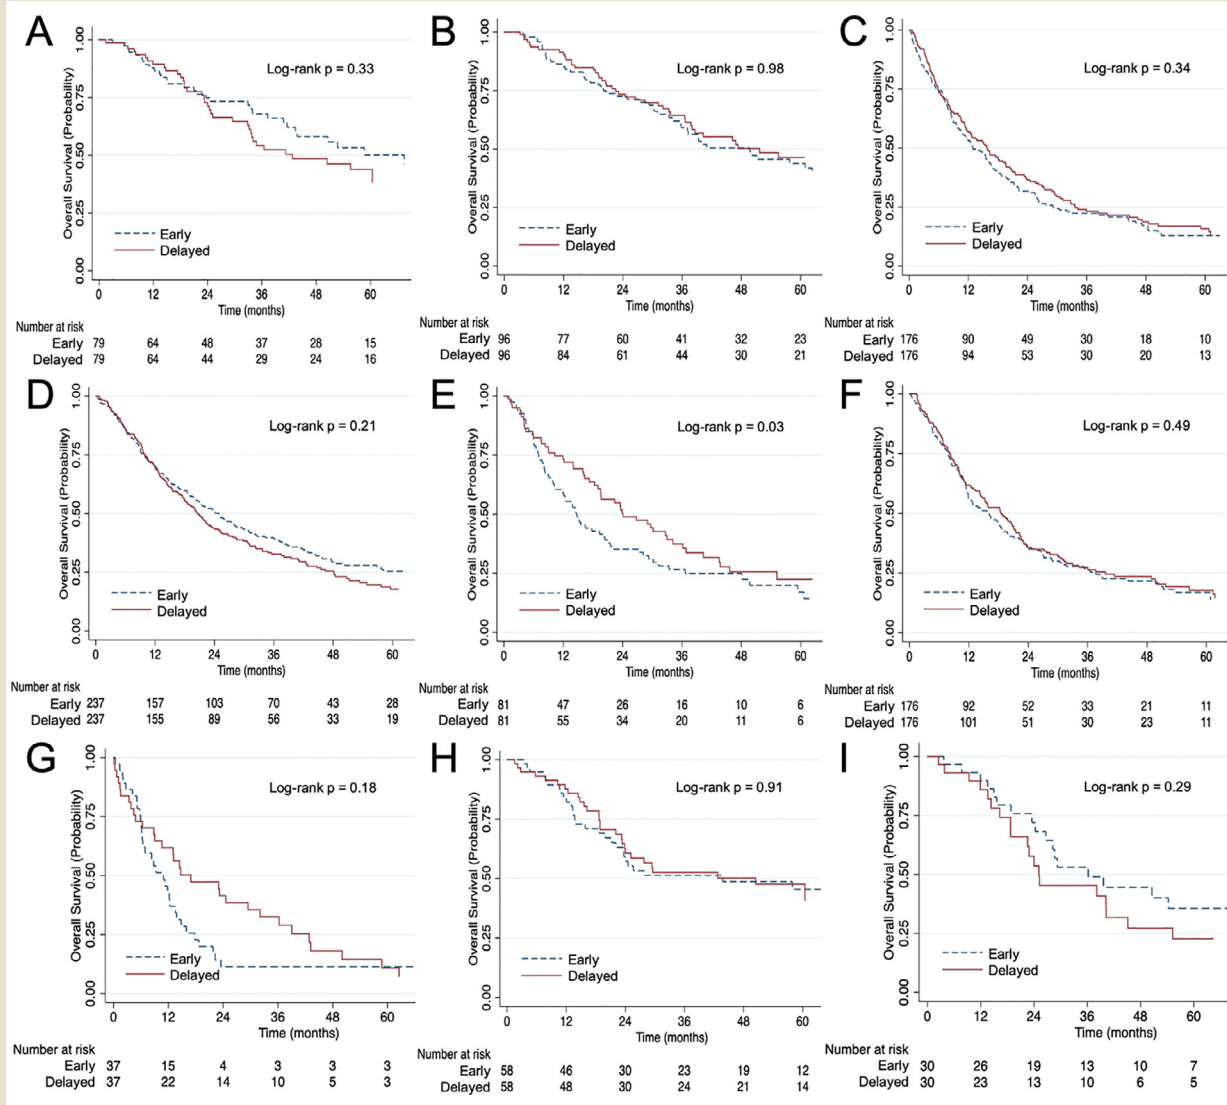 A
Log-rank p = 0.33
Overall Survival (Probability)
1.00
0.75
0.50
0.25
0.00
Early
Delayed
0 12 24 36 48 60
Time (months)
Number at risk
Early 79 64 48 37 28 15
Delayed 79 64 44 29 24 16
B
Log-rank p = 0.98
Overall Survival (Probability)
1.00
0.75
0.50
0.25
0.00
Early
Delayed
0 12 24 36 48 60
Time (months)
Number at risk
Early 96 77 60 41 32 23
Delayed 96 84 61 44 30 21
C
Log-rank p = 0.34
Overall Survival (Probability)
1.00
0.75
0.50
0.25
0.00
Early
Delayed
0 12 24 36 48 60
Time (months)
Number at risk
Early 176 90 49 30 18 10
Delayed 176 94 53 30 20 13
D
Log-rank p = 0.21
Overall Survival (Probability)
1.00
0.75
0.50
0.25
0.00
Early
Delayed
0 12 24 36 48 60
Time (months)
Number at risk
Early 237 157 103 70 43 28
Delayed 237 155 89 56 33 19
E
Log-rank p = 0.03
Overall Survival (Probability)
1.00
0.75
0.50
0.25
0.00
Early
Delayed
0 12 24 36 48 60
Time (months)
Number at risk
Early 81 47 26 16 10 6
Delayed 81 55 34 20 11 6
F
Log-rank p = 0.49
Overall Survival (Probability)
1.00
0.75
0.50
0.25
0.00
Early
Delayed
0 12 24 36 48 60
Time (months)
Number at risk
Early 176 92 52 33 21 11
Delayed 176 101 51 30 23 11
G
Log-rank p = 0.18
Overall Survival (Probability)
1.00
0.75
0.50
0.25
0.00
Early
Delayed
0 12 24 36 48 60
Time (months)
Number at risk
Early 37 15 4 3 3 3
Delayed 37 22 14 10 5 3
H
Log-rank p = 0.91
Overall Survival (Probability)
1.00
0.75
0.50
0.25
0.00
Early
Delayed
0 12 24 36 48 60
Time (months)
Number at risk
Early 58 46 30 23 19 12
Delayed 58 48 30 24 21 14
I
Log-rank p = 0.29
Overall Survival (Probability)
1.00
0.75
0.50
0.25
0.00
Early
Delayed
0 12 24 36 48 60
Time (months)
Number at risk
Early 30 26 19 13 10 7
Delayed 30 23 13 10 6 5